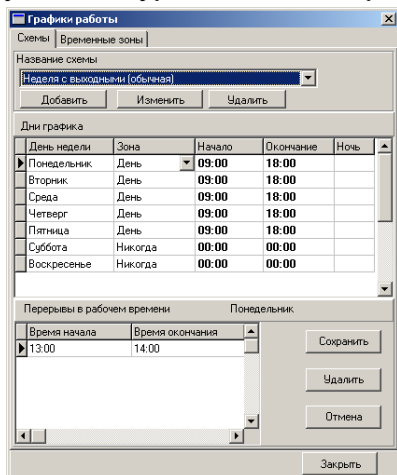 Графики работы
Схемы Временные зоны
Название схемы
Неделя с выходными (обычная)
Добавить Изменить Удалить
Дни графика
День недели Зона Начало Окончание Ночь
Понедельник День 09:00 18:00
Вторник День 09:00 18:00
Среда День 09:00 18:00
Четверг День 09:00 18:00
Пятница День 09:00 18:00
Суббота Никогда 00:00 00:00
Воскресенье Никогда 00:00 00:00
Перерывы в рабочем времени Понедельник
Время начала Время окончания
13:00 14:00
Сохранить
Удалить
Отмена
Закрыть